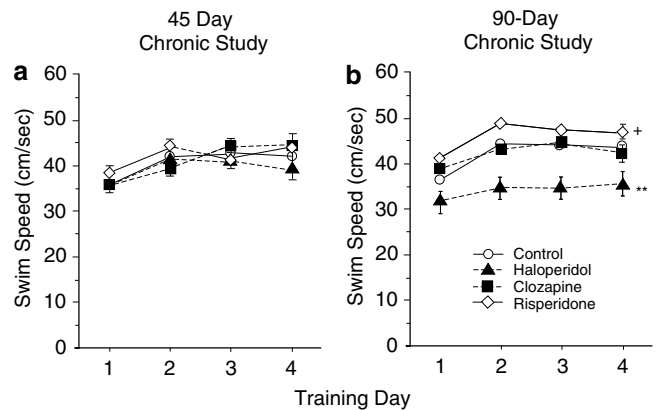 45 Day
Chronic Study
90-Day
Chronic Study
a
b
60
50
40
30
20
10
0
Swim Speed (cm/sec)
1 2 3 4
60
50
40
30
20
10
0
Swim Speed (cm/sec)
+
**
Control
Haloperidol
Clozapine
Risperidone
1 2 3 4
Training Day